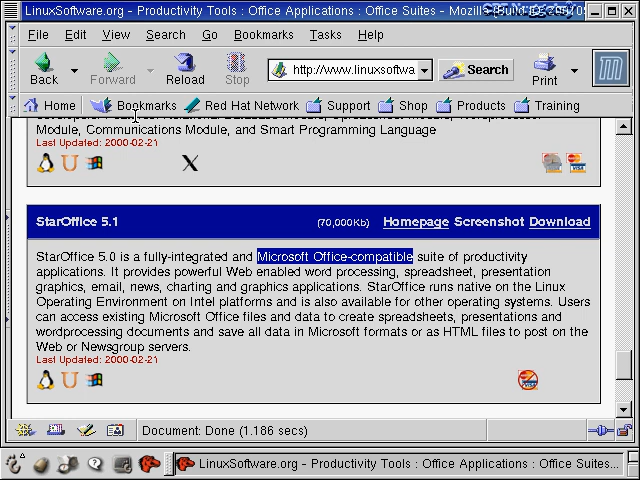 LinuxSoftware.org - Productivity Tools : Office Applications : Office Suites - Mozilla
File Edit View Search Go Bookmarks Tasks Help
Back Forward Reload Stop http://www.linuxsoftwa Search Print
Home Bookmarks Red Hat Network Support Shop Products Training
Module, Communications Module, and Smart Programming Language
Last Updated: 2000-02-21
StarOffice 5.1 (70,000Kb) Homepage Screenshot Download
StarOffice 5.0 is a fully-integrated and Microsoft Office-compatible suite of productivity
applications. It provides powerful Web enabled word processing, spreadsheet, presentation
graphics, email, news, charting and graphics applications. StarOffice runs native on the Linux
Operating Environment on Intel platforms and is also available for other operating systems. Users
can access existing Microsoft Office files and data to create spreadsheets, presentations and
wordprocessing documents and save all data in Microsoft formats or as HTML files to post on the
Web or Newsgroup servers.
Last Updated: 2000-02-21
Document: Done (1.186 secs)
LinuxSoftware.org - Productivity Tools : Office Applications : Office Suites...